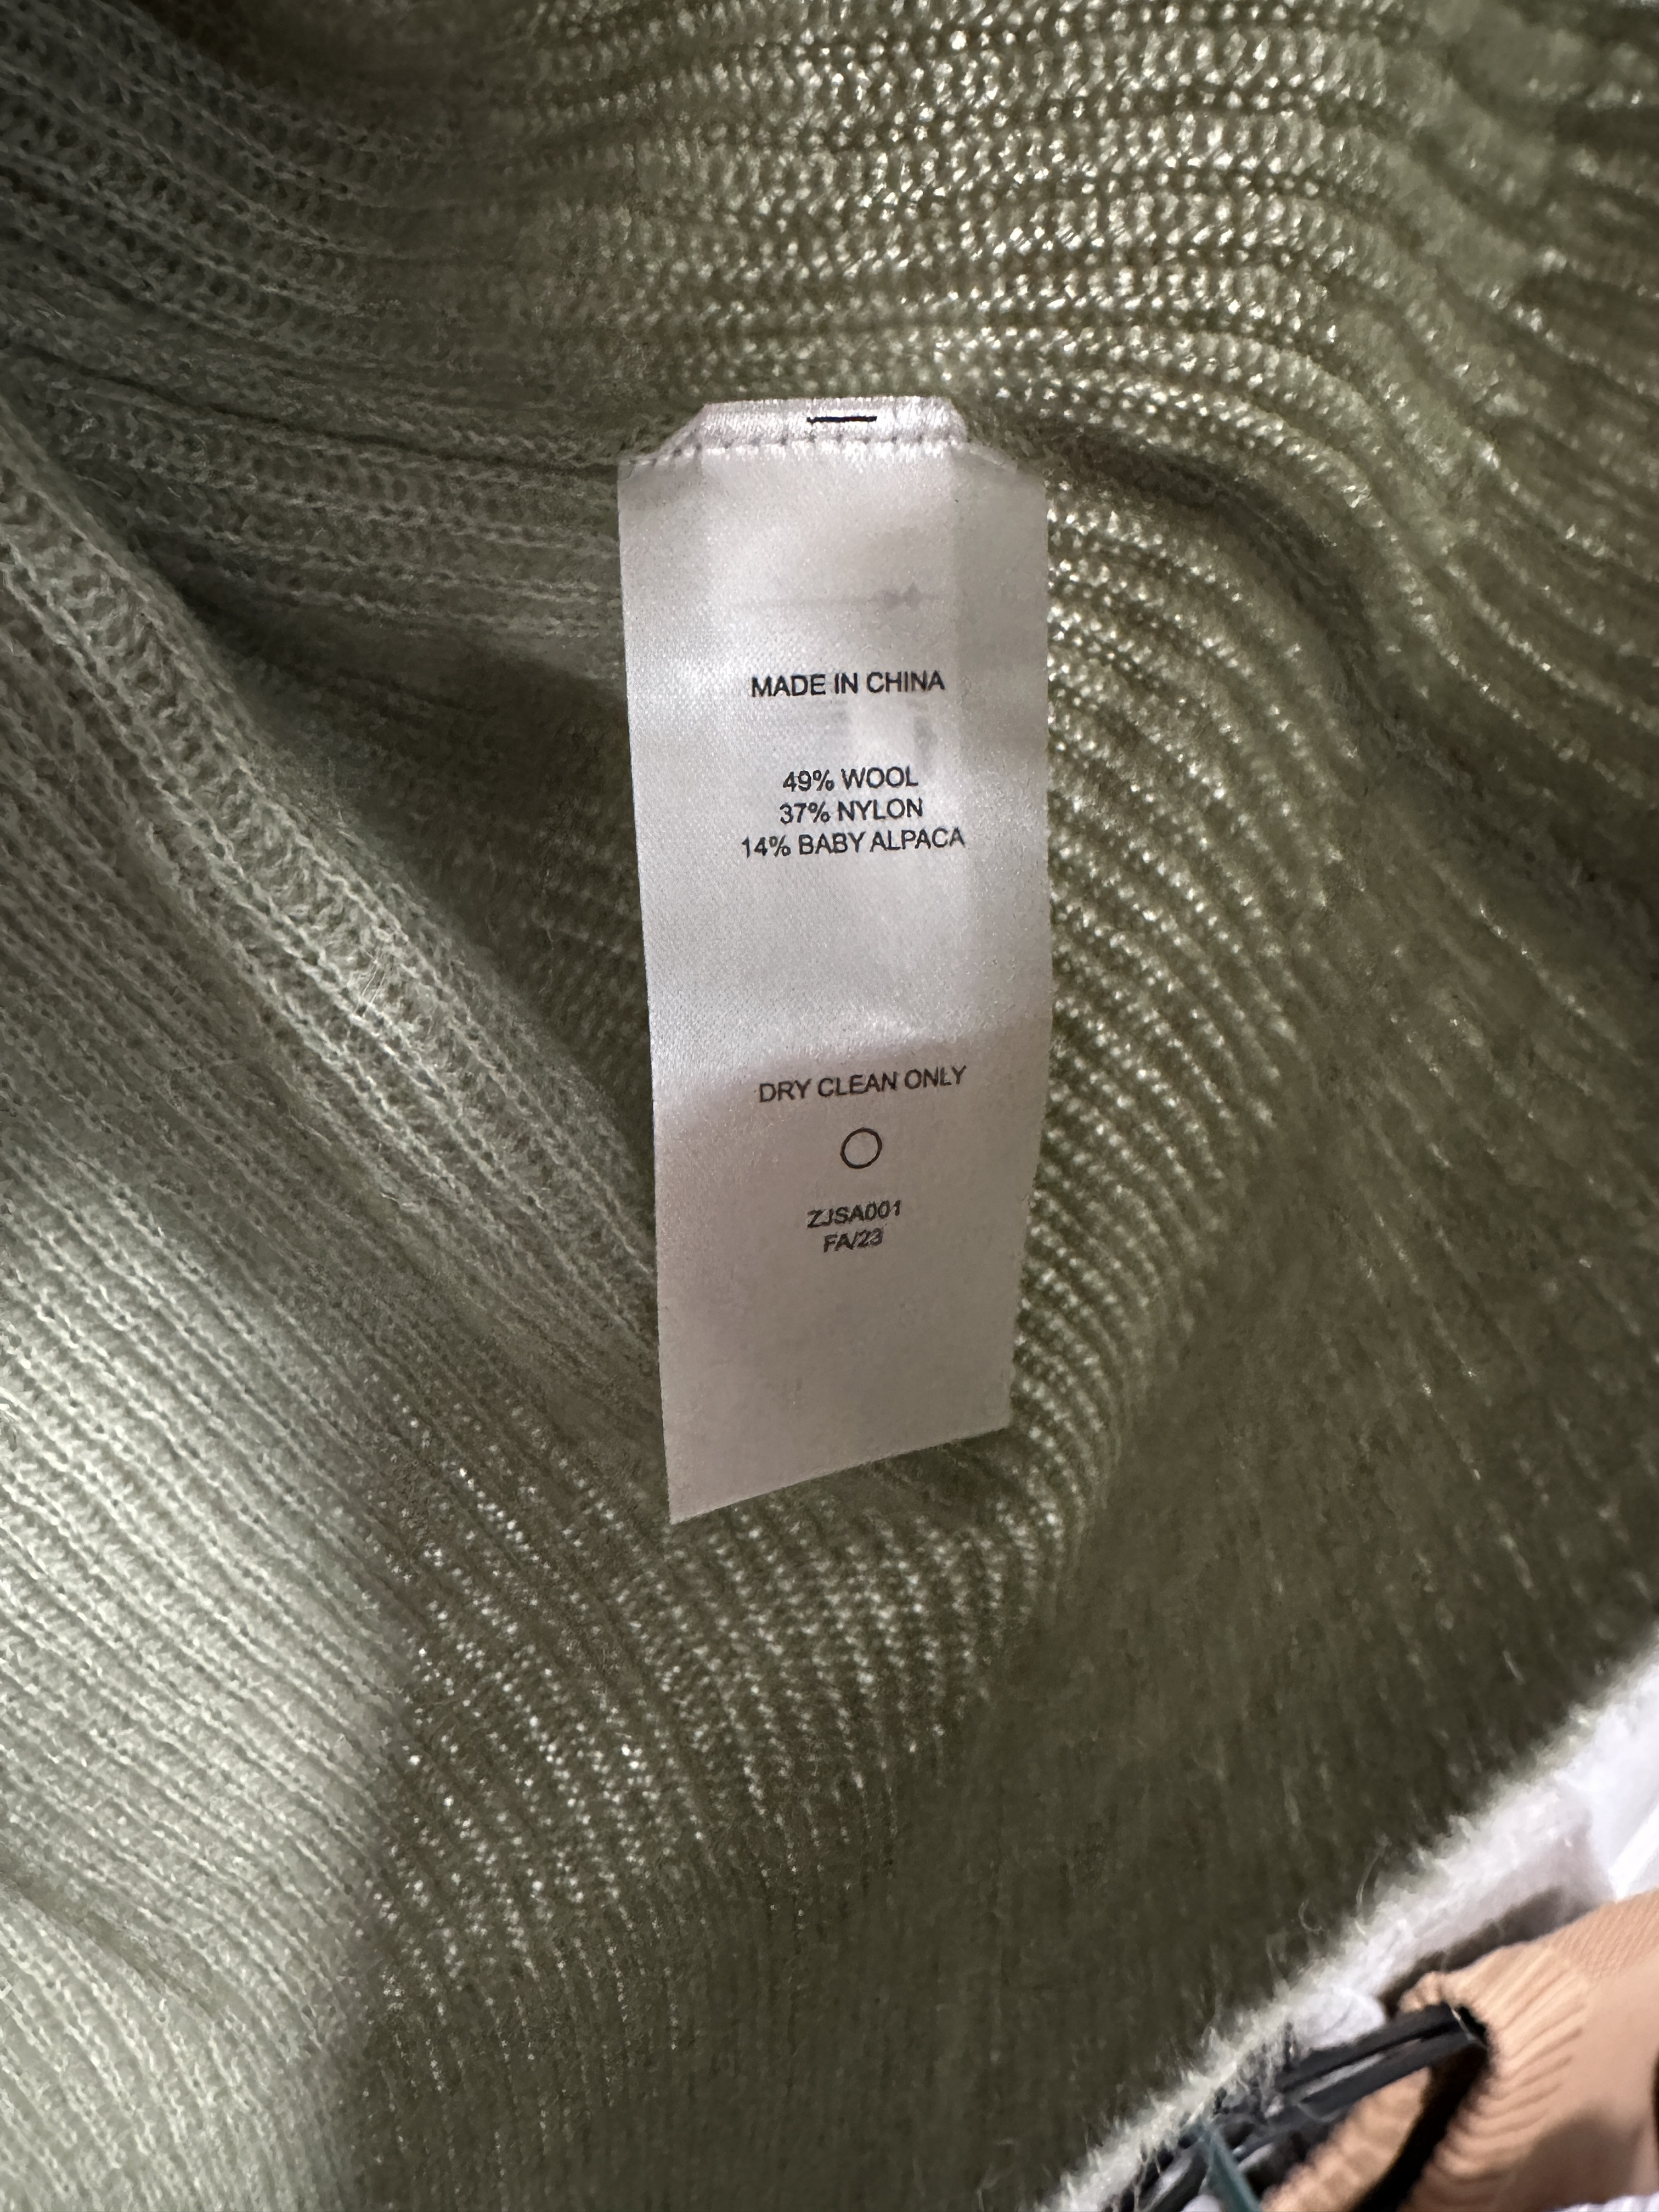 MADE IN CHINA
49% WOOL
37% NYLON
14% BABY ALPACA
DRY CLEAN ONLY
ZJSA001
FA/23